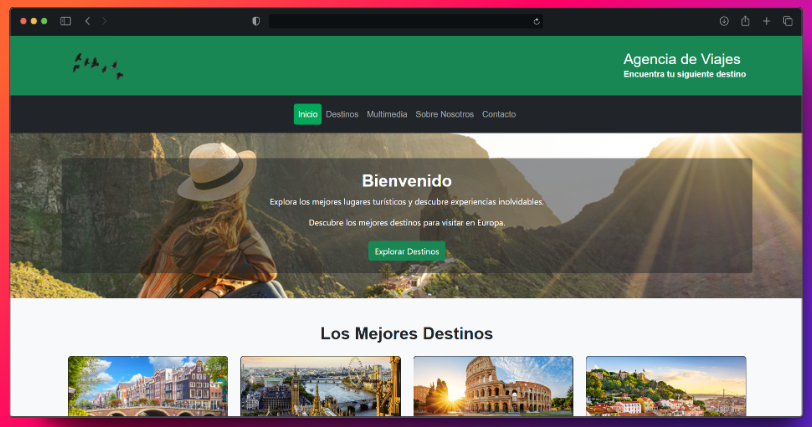 Agencia de Viajes
Encuentra tu siguiente destino
Inicio Destinos Multimedia Sobre Nosotros Contacto
Bienvenido
Explora los mejores lugares turísticos y descubre experiencias inolvidables.
Descubre los mejores destinos para visitar en Europa.
Explorar Destinos
Los Mejores Destinos